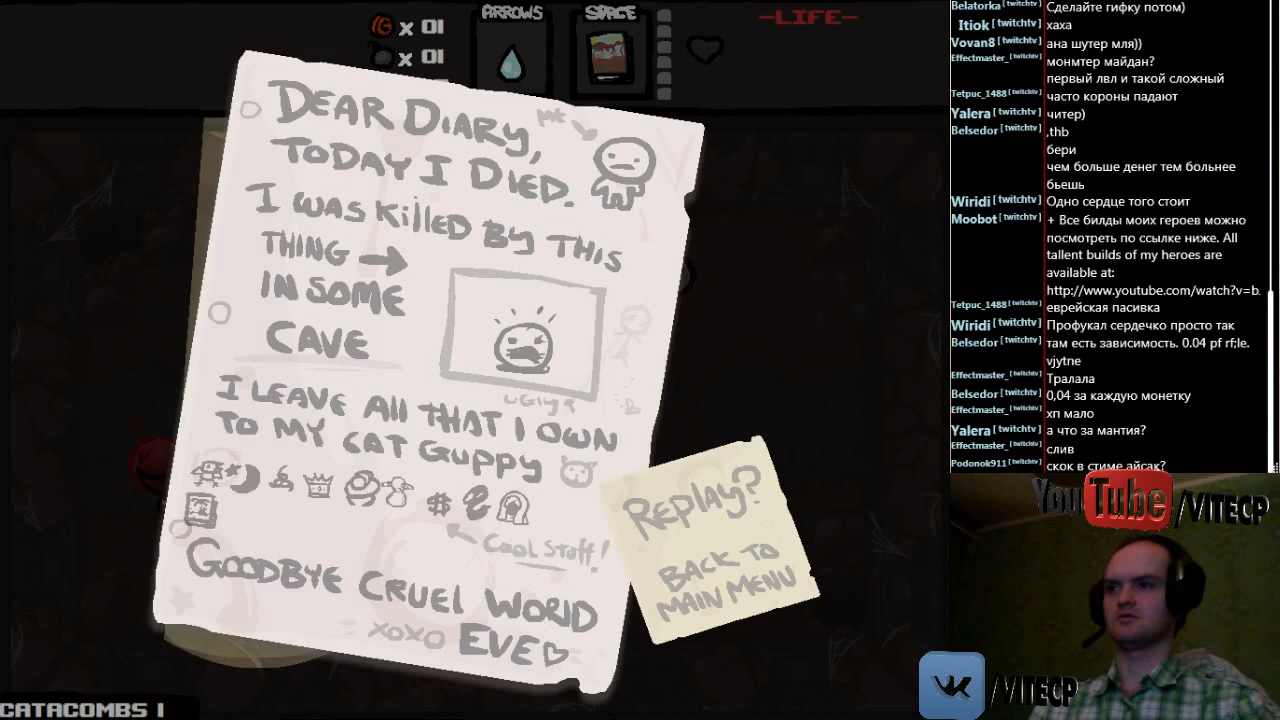 x 01
x 01
ARROWS
SPACE
—LIFE—
DEAR DIARY,
TODAY I DIED.
ME
I WAS KiLLED BY THIS
THING →
IN SOME
CAVE
UGLY
I LEAVE All THAT I OWN
TO MY CAT GUPPY
COOL STUFF!
GOODBYE CRUEL WORLD
XOXO EVE
REPLAY?
BACK TO
MAIN MENU
CATACOMBS I
Belatorka [twitchtv] Сделайте гифку потом)
Itiok [twitchtv] хаха
Vovan8 [twitchtv] ана шутер мля))
Effectmaster_ [twitchtv] монмтер майдан?
первый лвл и такой сложный
Tetpuc_1488 [twitchtv] часто короны падают
Yalera [twitchtv] читер)
Belsedor [twitchtv] ,thb
бери
чем больше денег тем больнее
бьешь
Wiridi [twitchtv] Одно сердце того стоит
Moobot [twitchtv] + Все билды моих героев можно
посмотреть по ссылке ниже. All
tallent builds of my heroes are
available at:
http://www.youtube.com/watch?v=b.
Tetpuc_1488 [twitchtv] еврейская пасивка
Wiridi [twitchtv] Профукал сердечко просто так
Belsedor [twitchtv] там есть зависимость. 0.04 pf rf;le.
vjytne
Effectmaster_ [twitchtv] Тралала
Belsedor [twitchtv] 0,04 за каждую монетку
Effectmaster_ [twitchtv] хп мало
Yalera [twitchtv] а что за мантия?
Effectmaster_ [twitchtv] слив
Podonok911 [twitchtv] скок в стиме айсак?
YouTube /VITECP
/VITECP